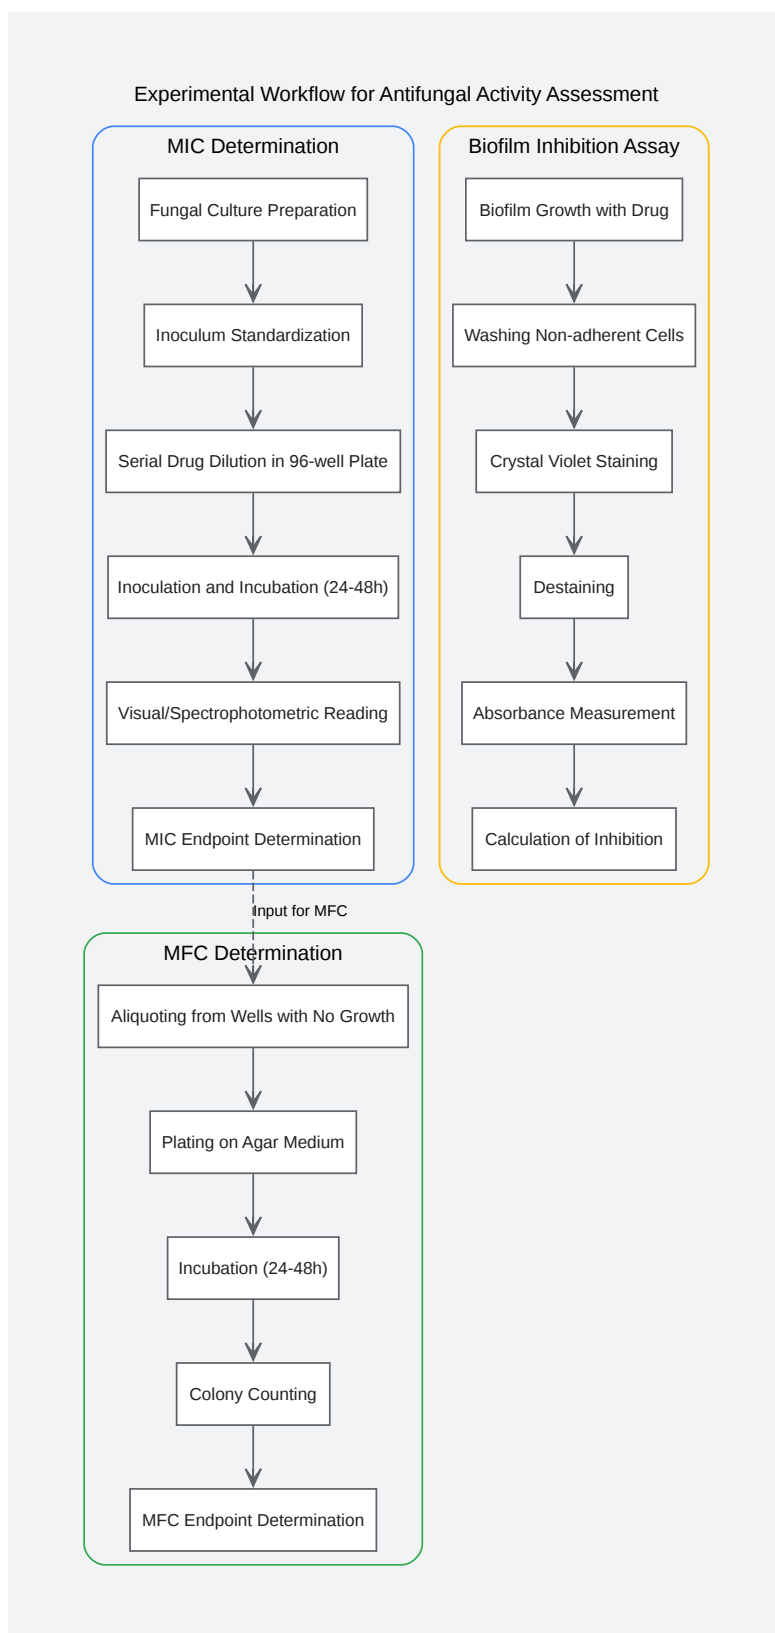 Experimental Workflow for Antifungal Activity Assessment
MIC Determination
Fungal Culture Preparation
Inoculum Standardization
Serial Drug Dilution in 96-well Plate
Inoculation and Incubation (24-48h)
Visual/Spectrophotometric Reading
MIC Endpoint Determination
Input for MFC
MFC Determination
Aliquoting from Wells with No Growth
Plating on Agar Medium
Incubation (24-48h)
Colony Counting
MFC Endpoint Determination
Biofilm Inhibition Assay
Biofilm Growth with Drug
Washing Non-adherent Cells
Crystal Violet Staining
Destaining
Absorbance Measurement
Calculation of Inhibition